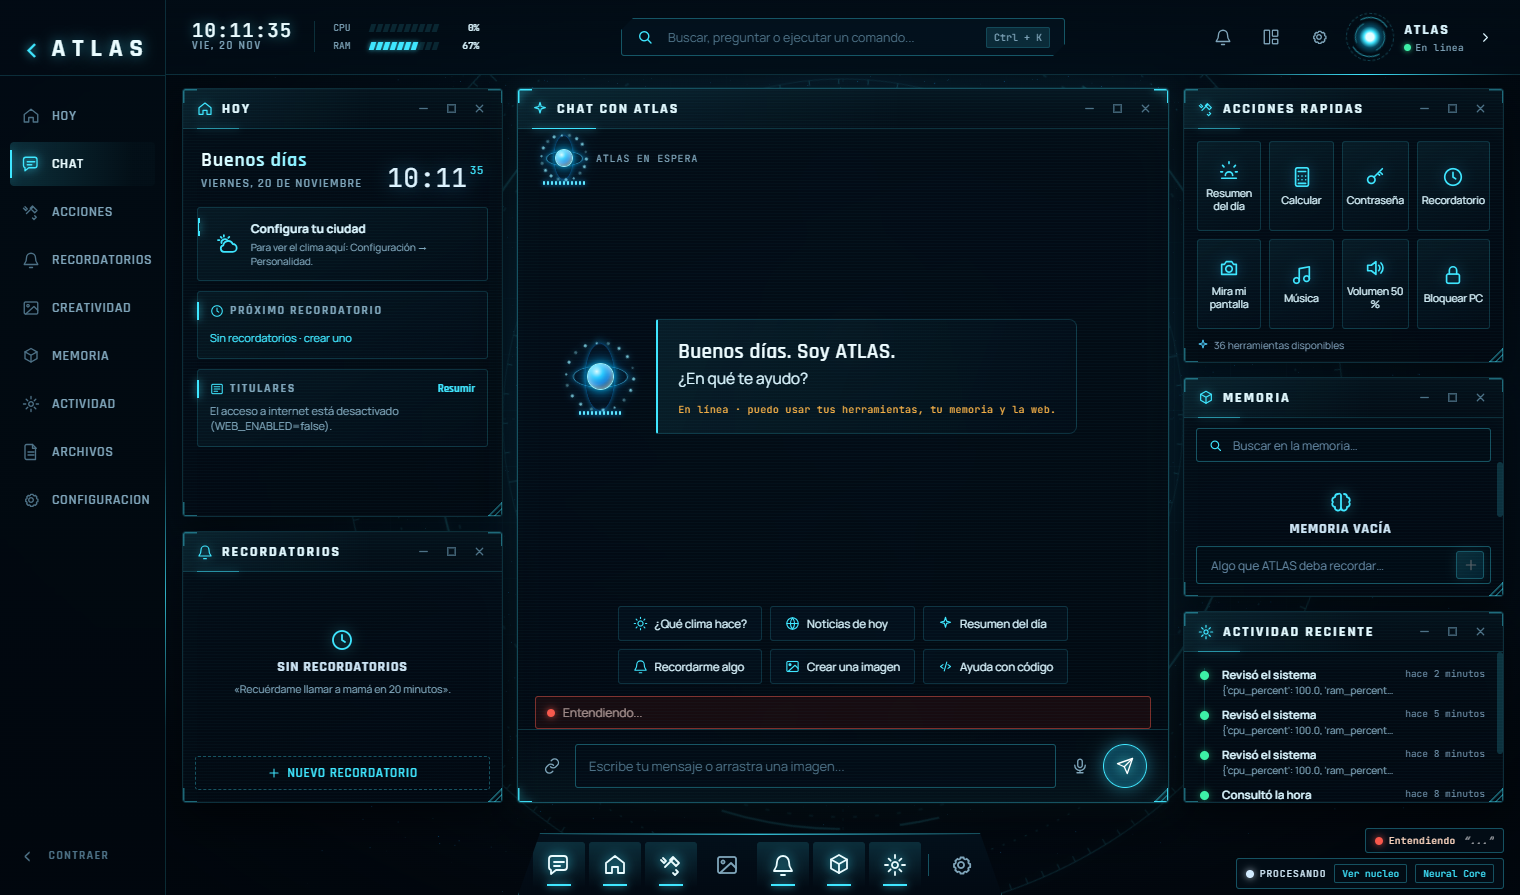 ATLAS
HOY
CHAT
ACCIONES
RECORDATORIOS
CREATIVIDAD
MEMORIA
ACTIVIDAD
ARCHIVOS
CONFIGURACION
CONTRAER
10:11:35
VIE, 20 NOV
CPU 0%
RAM 67%
Buscar, preguntar o ejecutar un comando... Ctrl + K
ATLAS
En línea
HOY
Buenos días
VIERNES, 20 DE NOVIEMBRE
10:11 35
Configura tu ciudad
Para ver el clima aquí: Configuración →
Personalidad.
PRÓXIMO RECORDATORIO
Sin recordatorios · crear uno
TITULARES Resumir
El acceso a internet está desactivado
(WEB_ENABLED=false).
RECORDATORIOS
SIN RECORDATORIOS
«Recuérdame llamar a mamá en 20 minutos».
+ NUEVO RECORDATORIO
CHAT CON ATLAS
ATLAS EN ESPERA
Buenos días. Soy ATLAS.
¿En qué te ayudo?
En línea · puedo usar tus herramientas, tu memoria y la web.
¿Qué clima hace? Noticias de hoy Resumen del día
Recordarme algo Crear una imagen Ayuda con código
Entendiendo...
Escribe tu mensaje o arrastra una imagen...
ACCIONES RAPIDAS
Resumen
del día
Calcular
Contraseña
Recordatorio
Mira mi
pantalla
Música
Volumen 50
%
Bloquear PC
36 herramientas disponibles
MEMORIA
Buscar en la memoria...
MEMORIA VACÍA
Algo que ATLAS deba recordar... +
ACTIVIDAD RECIENTE
Revisó el sistema hace 2 minutos
{'cpu_percent': 100.0, 'ram_percent...
Revisó el sistema hace 5 minutos
{'cpu_percent': 100.0, 'ram_percent...
Revisó el sistema hace 8 minutos
{'cpu_percent': 100.0, 'ram_percent...
Consultó la hora hace 8 minutos
Entendiendo “...”
PROCESANDO Ver nucleo Neural Core